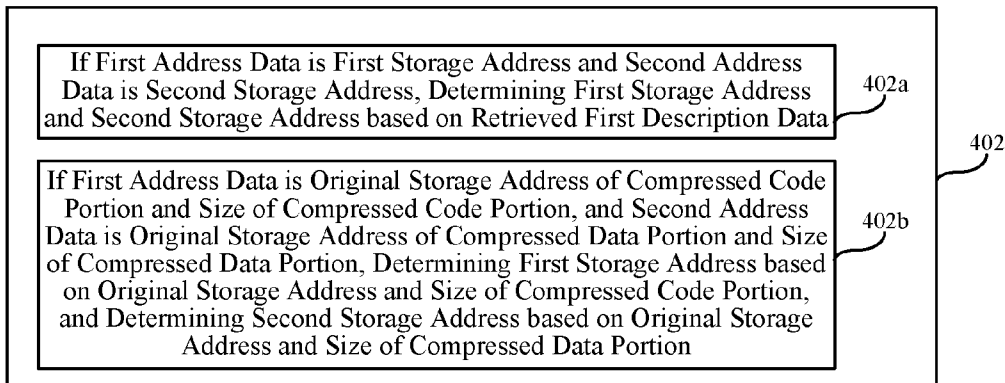 If First Address Data is First Storage Address and Second Address
Data is Second Storage Address, Determining First Storage Address
and Second Storage Address based on Retrieved First Description Data
402a
402
If First Address Data is Original Storage Address of Compressed Code
Portion and Size of Compressed Code Portion, and Second Address
Data is Original Storage Address of Compressed Data Portion and Size
of Compressed Data Portion, Determining First Storage Address based
on Original Storage Address and Size of Compressed Code Portion,
and Determining Second Storage Address based on Original Storage
Address and Size of Compressed Data Portion
402b